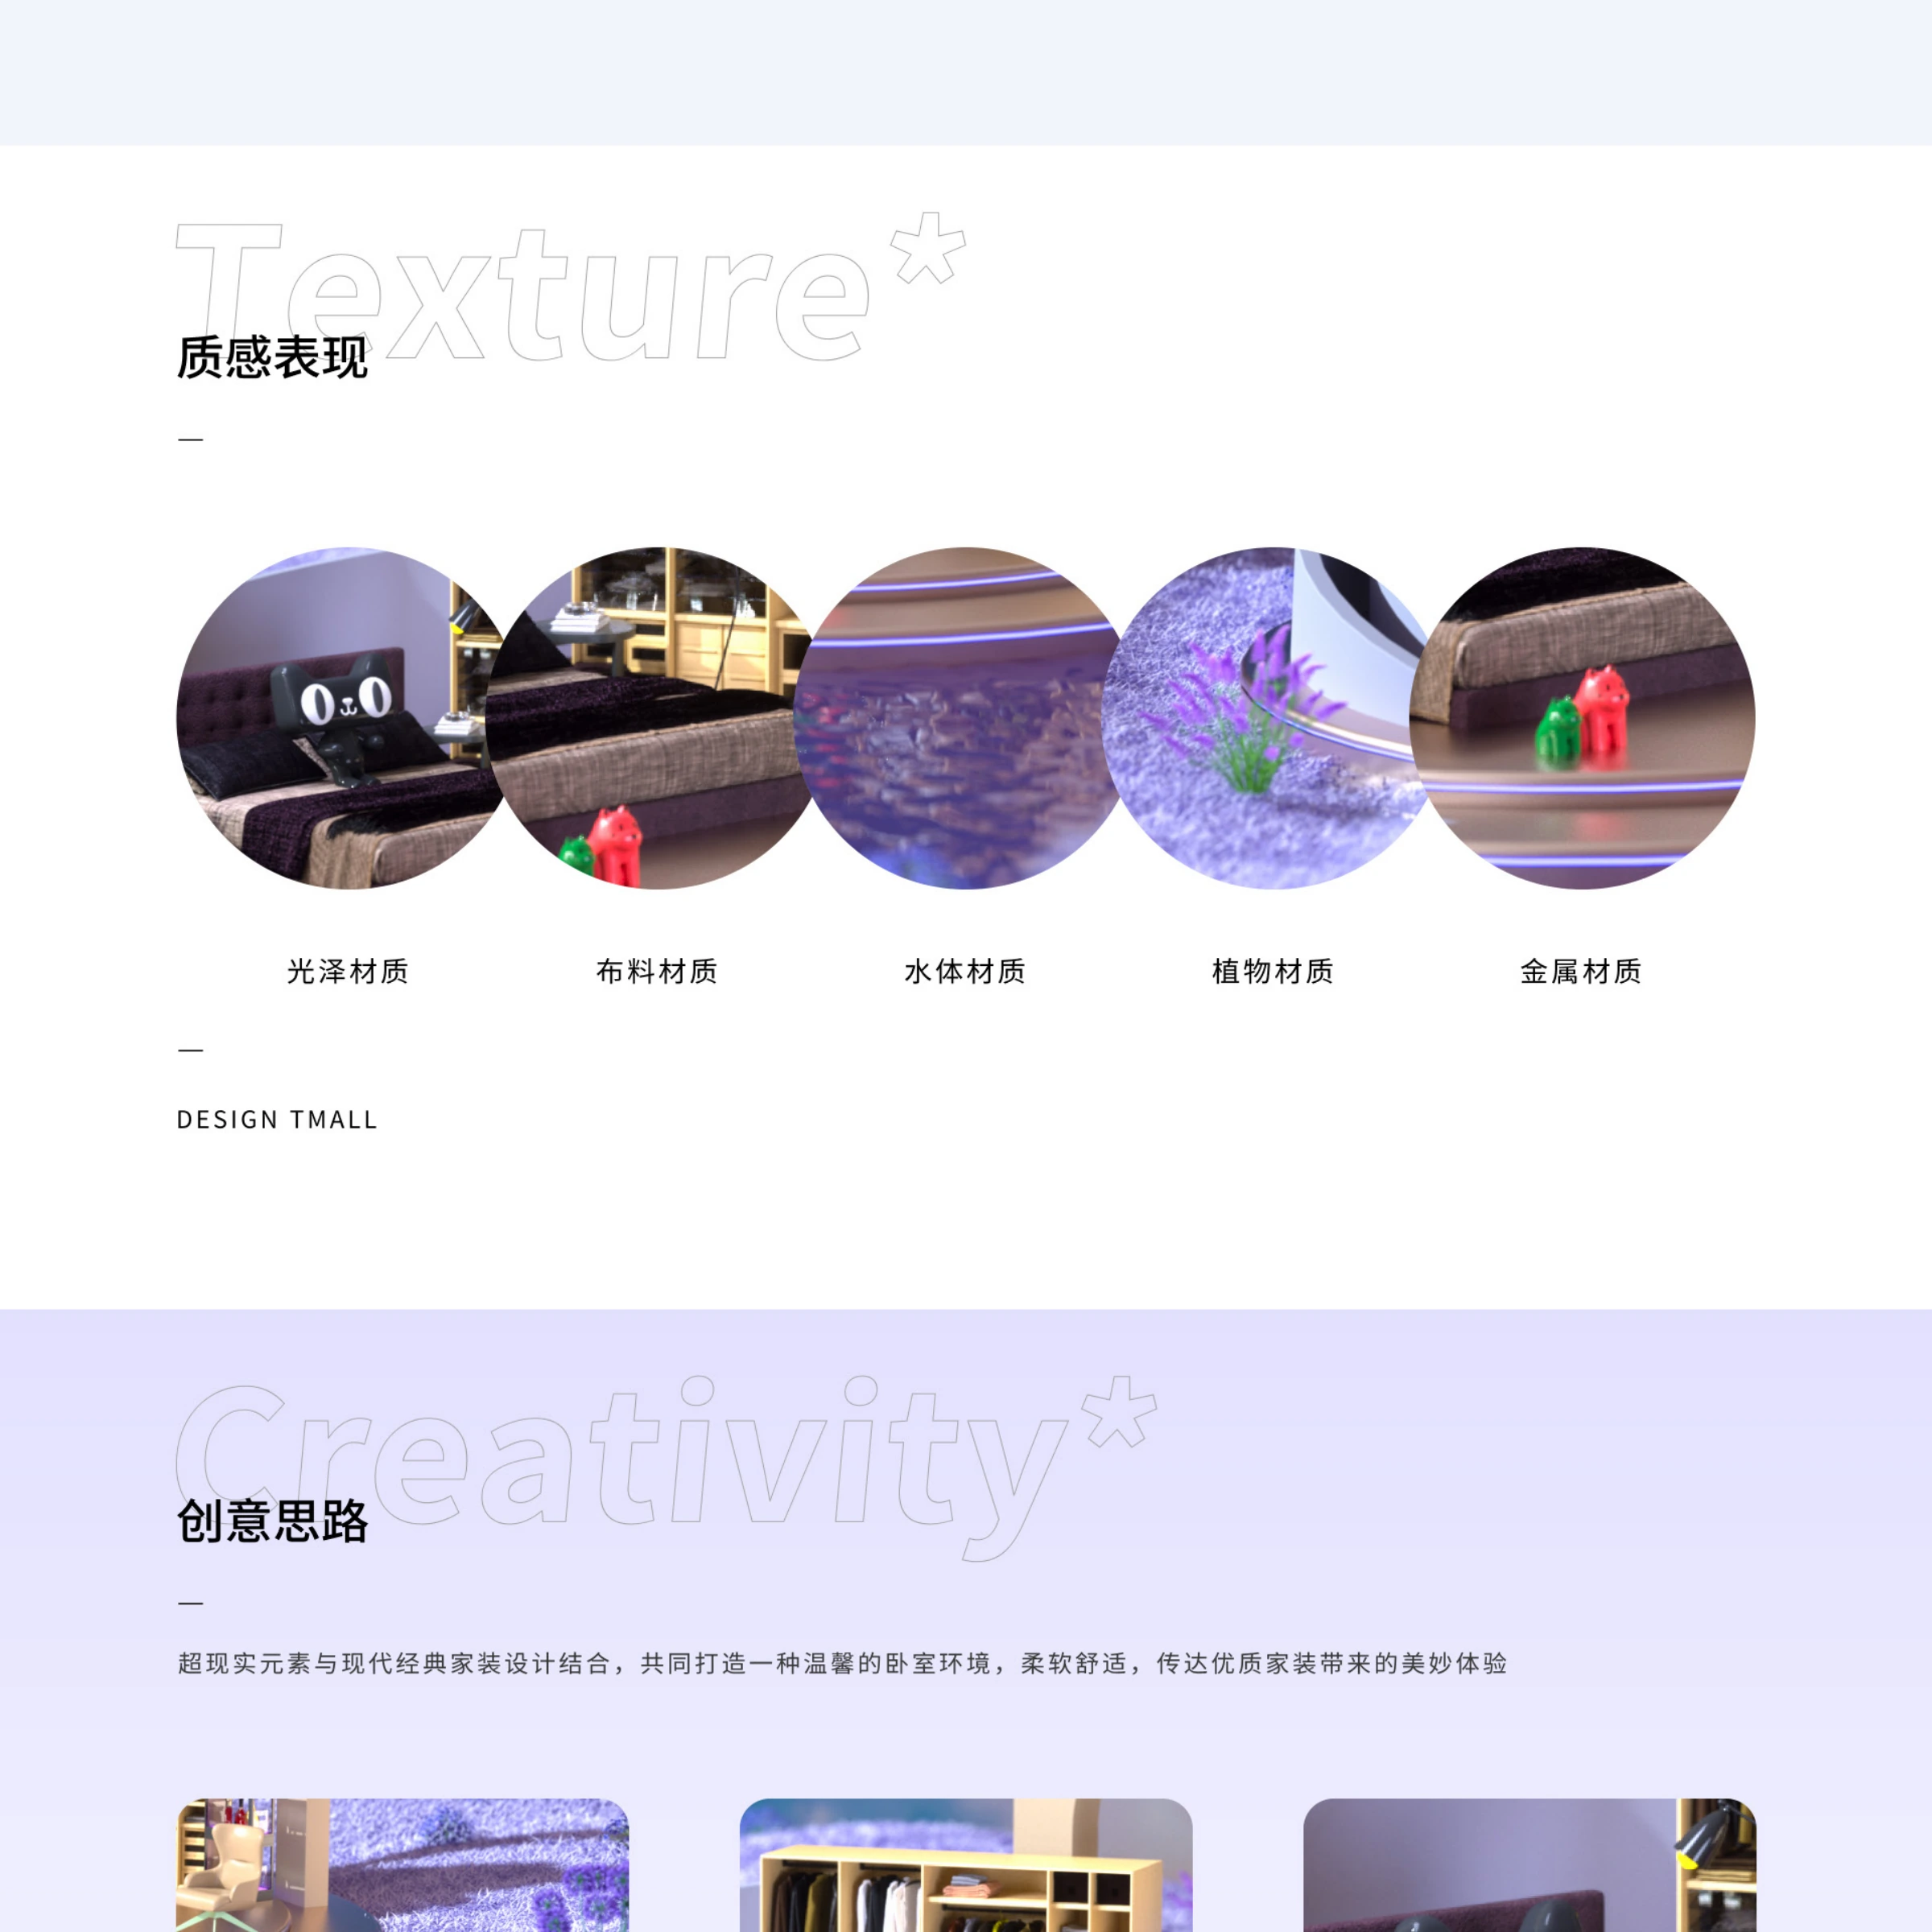 Texture*
质感表现
—
光泽材质
布料材质
水体材质
植物材质
金属材质
—
DESIGN TMALL
Creativity*
创意思路
—
超现实元素与现代经典家装设计结合，共同打造一种温馨的卧室环境，柔软舒适，传达优质家装带来的美妙体验